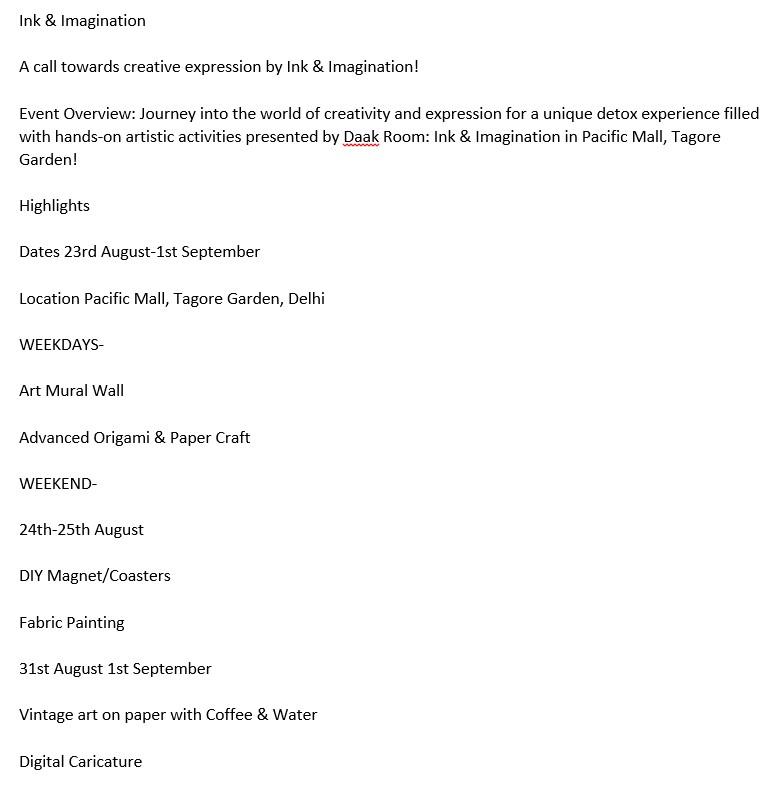 Ink & Imagination
A call towards creative expression by Ink & Imagination!
Event Overview: Journey into the world of creativity and expression for a unique detox experience filled
with hands-on artistic activities presented by Daak Room: Ink & Imagination in Pacific Mall, Tagore
Garden!
Highlights
Dates 23rd August-1st September
Location Pacific Mall, Tagore Garden, Delhi
WEEKDAYS-
Art Mural Wall
Advanced Origami & Paper Craft
WEEKEND-
24th-25th August
DIY Magnet/Coasters
Fabric Painting
31st August 1st September
Vintage art on paper with Coffee & Water
Digital Caricature